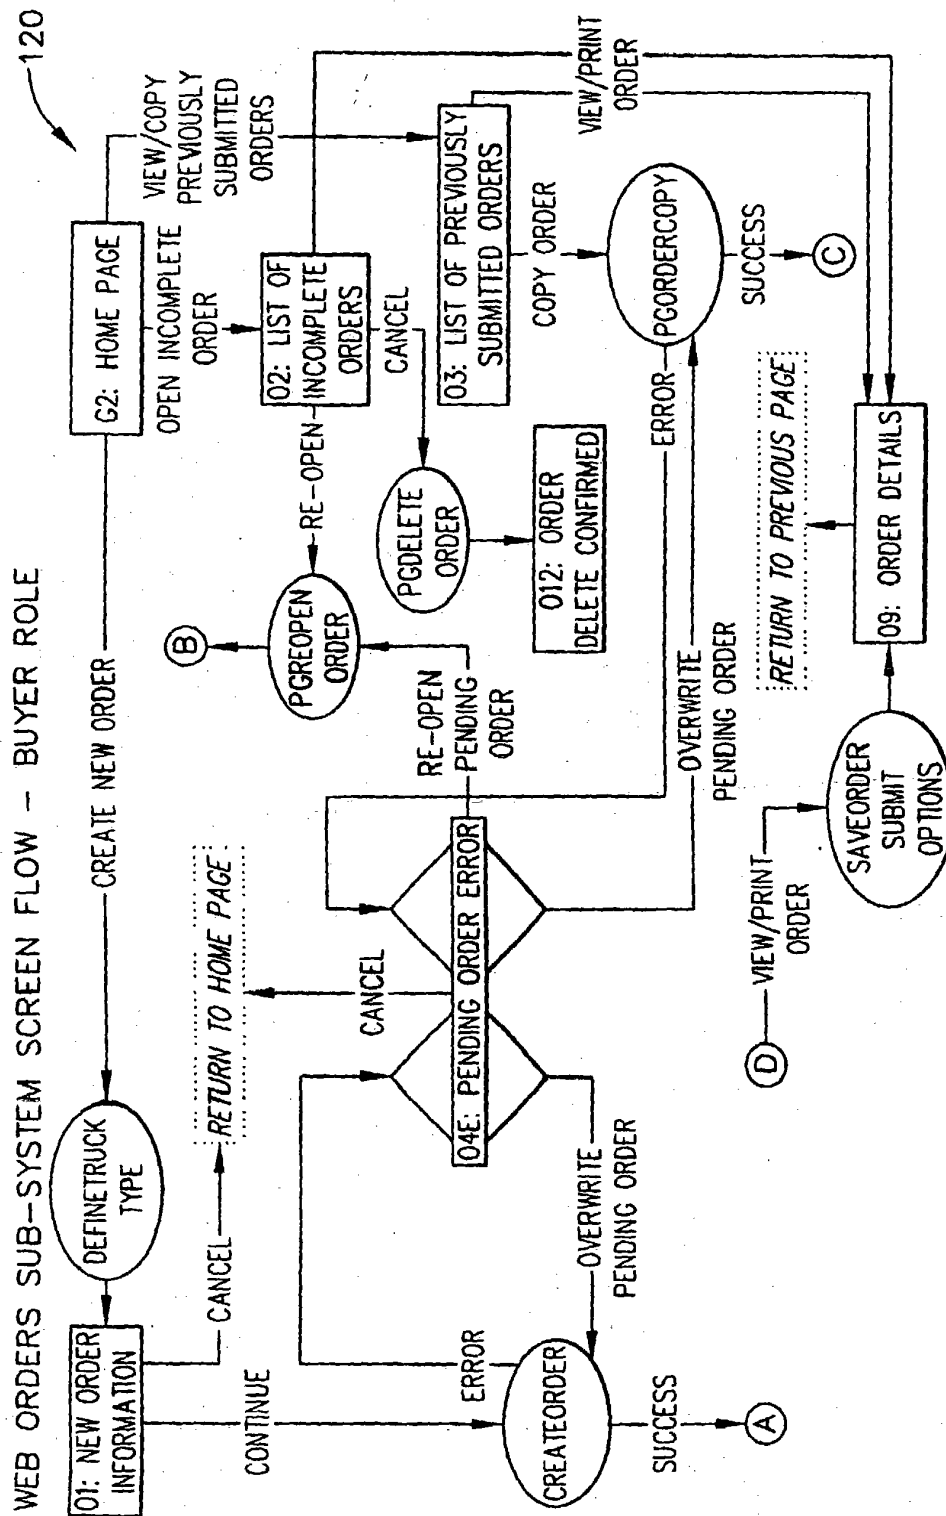 WEB ORDERS SUB-SYSTEM SCREEN FLOW - BUYER ROLE
120
01: NEW ORDER
INFORMATION
DEFINETRUCK
TYPE
CREATE NEW ORDER
G2: HOME PAGE
VIEW/COPY
PREVIOUSLY
SUBMITTED
ORDERS
OPEN INCOMPLETE
ORDER
CANCEL
RETURN TO HOME PAGE
B
PGREOPEN
ORDER
RE-OPEN
02: LIST OF
INCOMPLETE
ORDERS
CANCEL
CONTINUE
CANCEL
RE-OPEN
PENDING
ORDER
PGDELETE
ORDER
03: LIST OF PREVIOUSLY
SUBMITTED ORDERS
ERROR
04E: PENDING ORDER ERROR
012: ORDER
DELETE CONFIRMED
COPY ORDER
VIEW/PRINT
ORDER
CREATEORDER
OVERWRITE
PENDING ORDER
ERROR
PGORDERCOPY
OVERWRITE
PENDING ORDER
SUCCESS
SUCCESS
A
C
D
VIEW/PRINT
ORDER
RETURN TO PREVIOUS PAGE
SAVEORDER
SUBMIT
OPTIONS
09: ORDER DETAILS